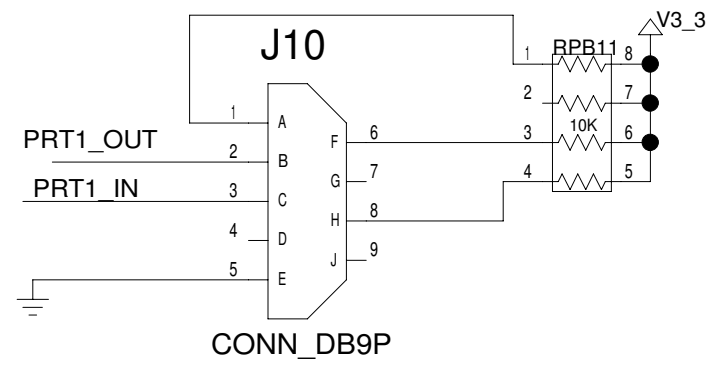 V3_3
J10
RPB11
1 8
2 7
10K
3 6
4 5
1 A
PRT1_OUT
2 B
F 6
PRT1_IN
3 C
G 7
4 D
H 8
5 E
J 9
CONN_DB9P